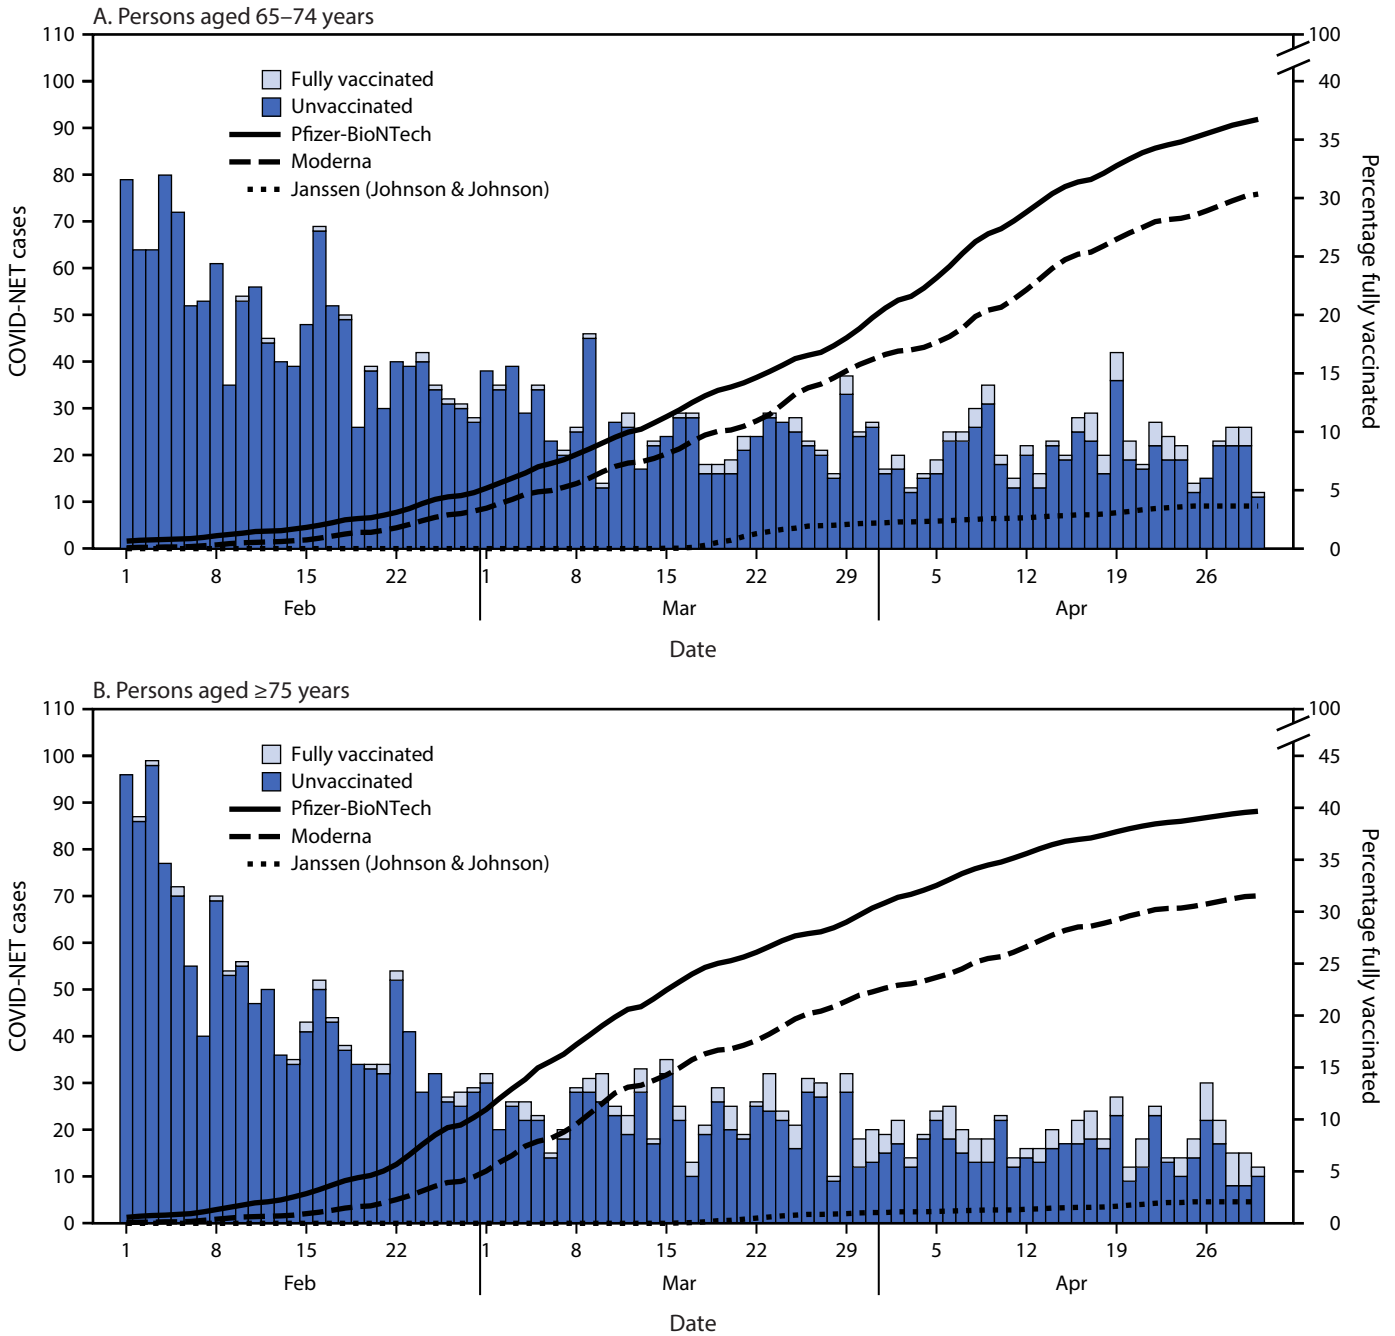 A. Persons aged 65–74 years
110
100
90
80
70
60
50
40
30
20
10
0
COVID-NET cases
Fully vaccinated
Unvaccinated
Pfizer-BioNTech
Moderna
Janssen (Johnson & Johnson)
100
40
35
30
25
20
15
10
5
0
Percentage fully vaccinated
1 8 15 22 1 8 15 22 29 5 12 19 26
Feb Mar Apr
Date
B. Persons aged ≥75 years
110
100
90
80
70
60
50
40
30
20
10
0
COVID-NET cases
Fully vaccinated
Unvaccinated
Pfizer-BioNTech
Moderna
Janssen (Johnson & Johnson)
100
45
40
35
30
25
20
15
10
5
0
Percentage fully vaccinated
1 8 15 22 1 8 15 22 29 5 12 19 26
Feb Mar Apr
Date